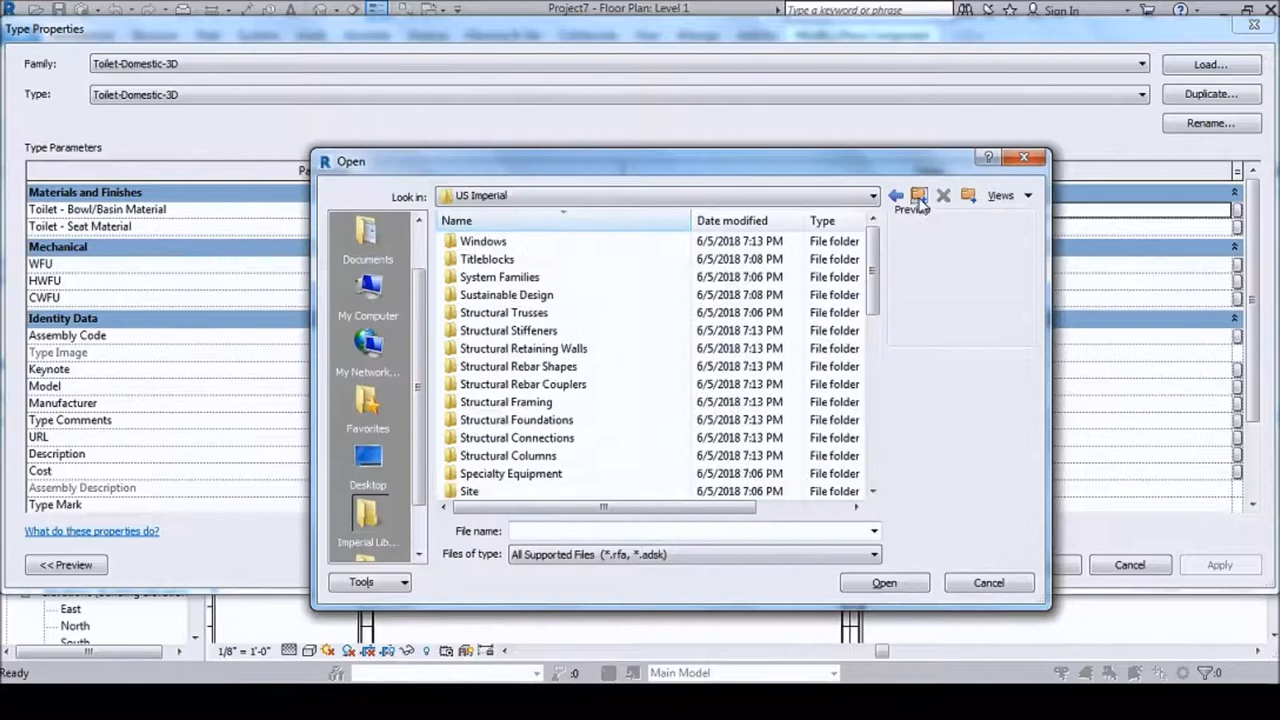 Project7 - Floor Plan: Level 1
Type a keyword or phrase
Sign In
Type Properties
Family:
Toilet-Domestic-3D
Load...
Type:
Toilet-Domestic-3D
Duplicate...
Rename...
Type Parameters
Pa
=
Materials and Finishes
Toilet - Bowl/Basin Material
Toilet - Seat Material
Mechanical
WFU
HWFU
CWFU
Identity Data
Assembly Code
Type Image
Keynote
Model
Manufacturer
Type Comments
URL
Description
Cost
Assembly Description
Type Mark
What do these properties do?
<< Preview
Cancel
Apply
Open
Look in:
US Imperial
Views
Preview
Documents
My Computer
My Network...
Favorites
Desktop
Imperial Lib...
Name Date modified Type
Windows 6/5/2018 7:13 PM File folder
Titleblocks 6/5/2018 7:08 PM File folder
System Families 6/5/2018 7:06 PM File folder
Sustainable Design 6/5/2018 7:08 PM File folder
Structural Trusses 6/5/2018 7:06 PM File folder
Structural Stiffeners 6/5/2018 7:13 PM File folder
Structural Retaining Walls 6/5/2018 7:13 PM File folder
Structural Rebar Shapes 6/5/2018 7:13 PM File folder
Structural Rebar Couplers 6/5/2018 7:13 PM File folder
Structural Framing 6/5/2018 7:13 PM File folder
Structural Foundations 6/5/2018 7:13 PM File folder
Structural Connections 6/5/2018 7:13 PM File folder
Structural Columns 6/5/2018 7:13 PM File folder
Specialty Equipment 6/5/2018 7:06 PM File folder
Site 6/5/2018 7:06 PM File folder
File name:
Files of type: All Supported Files (*.rfa, *.adsk)
Tools
Open
Cancel
East
North
South
1/8" = 1'-0"
Ready
:0
Main Model
:0